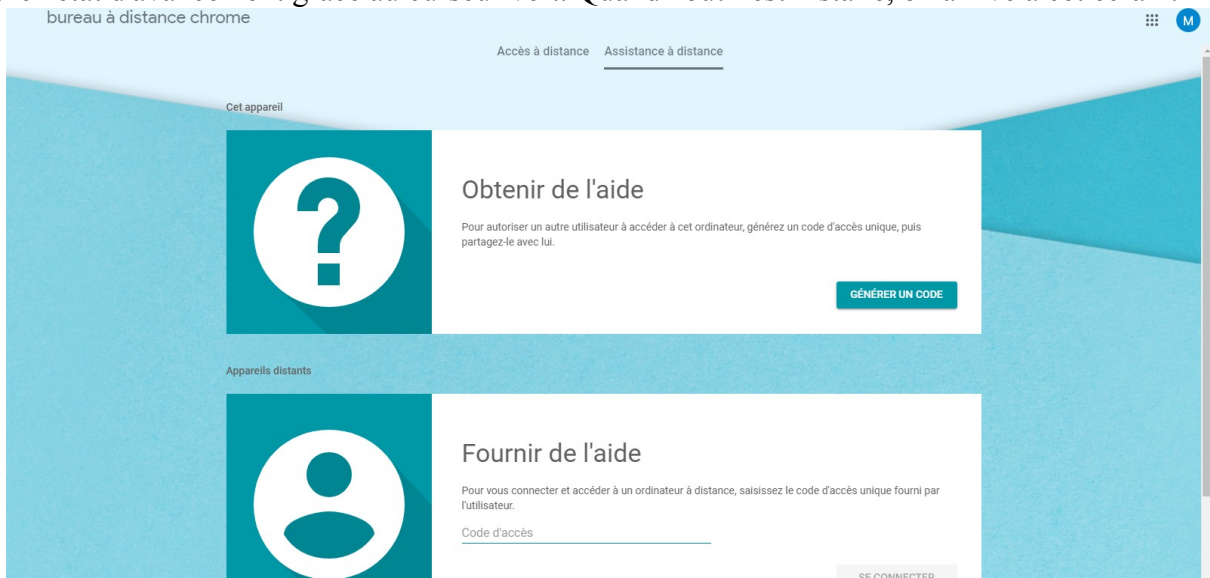 bureau à distance chrome
M
Accès à distance Assistance à distance
Cet appareil
Obtenir de l'aide
Pour autoriser un autre utilisateur à accéder à cet ordinateur, générez un code d'accès unique, puis
partagez-le avec lui.
GÉNÉRER UN CODE
Appareils distants
Fournir de l'aide
Pour vous connecter et accéder à un ordinateur à distance, saisissez le code d'accès unique fourni par
l'utilisateur.
Code d'accès
SE CONNECTER